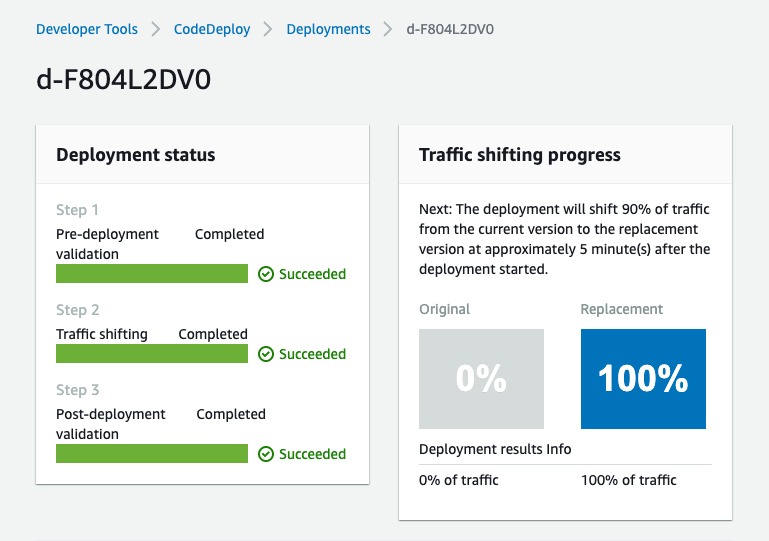 Developer Tools > CodeDeploy > Deployments > d-F804L2DV0
d-F804L2DV0
Deployment status
Step 1
Pre-deployment validation Completed
Succeeded
Step 2
Traffic shifting Completed
Succeeded
Step 3
Post-deployment validation Completed
Succeeded
Traffic shifting progress
Next: The deployment will shift 90% of traffic
from the current version to the replacement
version at approximately 5 minute(s) after the
deployment started.
Original Replacement
0% 100%
Deployment results Info
0% of traffic 100% of traffic